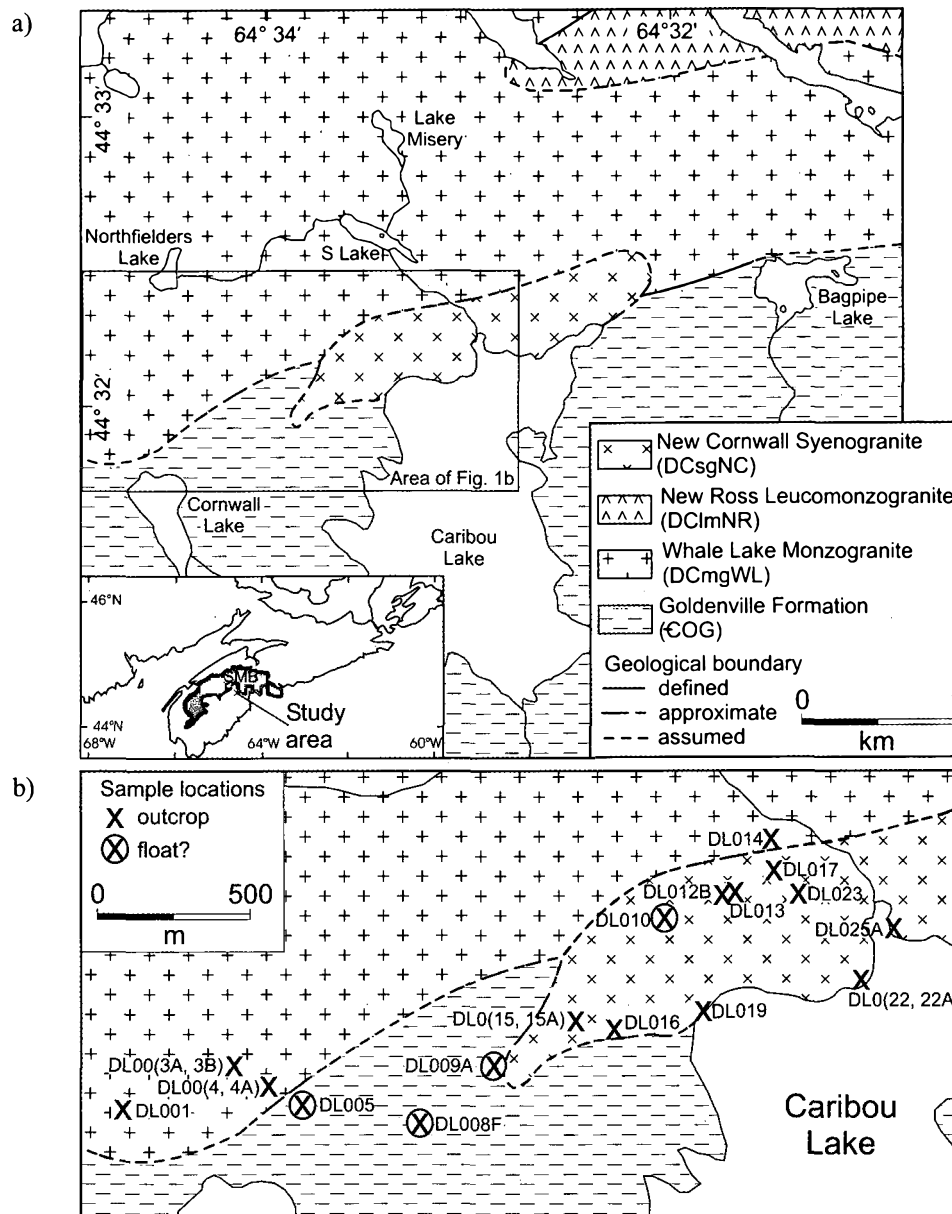 a)
64° 34′
64° 32′
44° 33′
Lake
Misery
Northfielders
Lake
S Lake
Bagpipe
Lake
44° 32′
Area of Fig. 1b
Cornwall
Lake
Caribou
Lake
New Cornwall Syenogranite
(DCsgNC)
New Ross Leucomonzogranite
(DClmNR)
Whale Lake Monzogranite
(DCmgWL)
Goldenville Formation
(ЄOG)
Geological boundary
defined
approximate
assumed
0
km
46°N
44°N
68°W
64°W
60°W
SMB
Study
area
b)
Sample locations
X outcrop
X float?
0 500
m
DL014
DL017
DL012B
DL013
DL023
DL010
DL025A
DL0(22, 22A)
DL0(15, 15A)
DL016
DL019
DL009A
DL00(3A, 3B)
DL00(4, 4A)
DL001
DL005
DL008F
Caribou
Lake